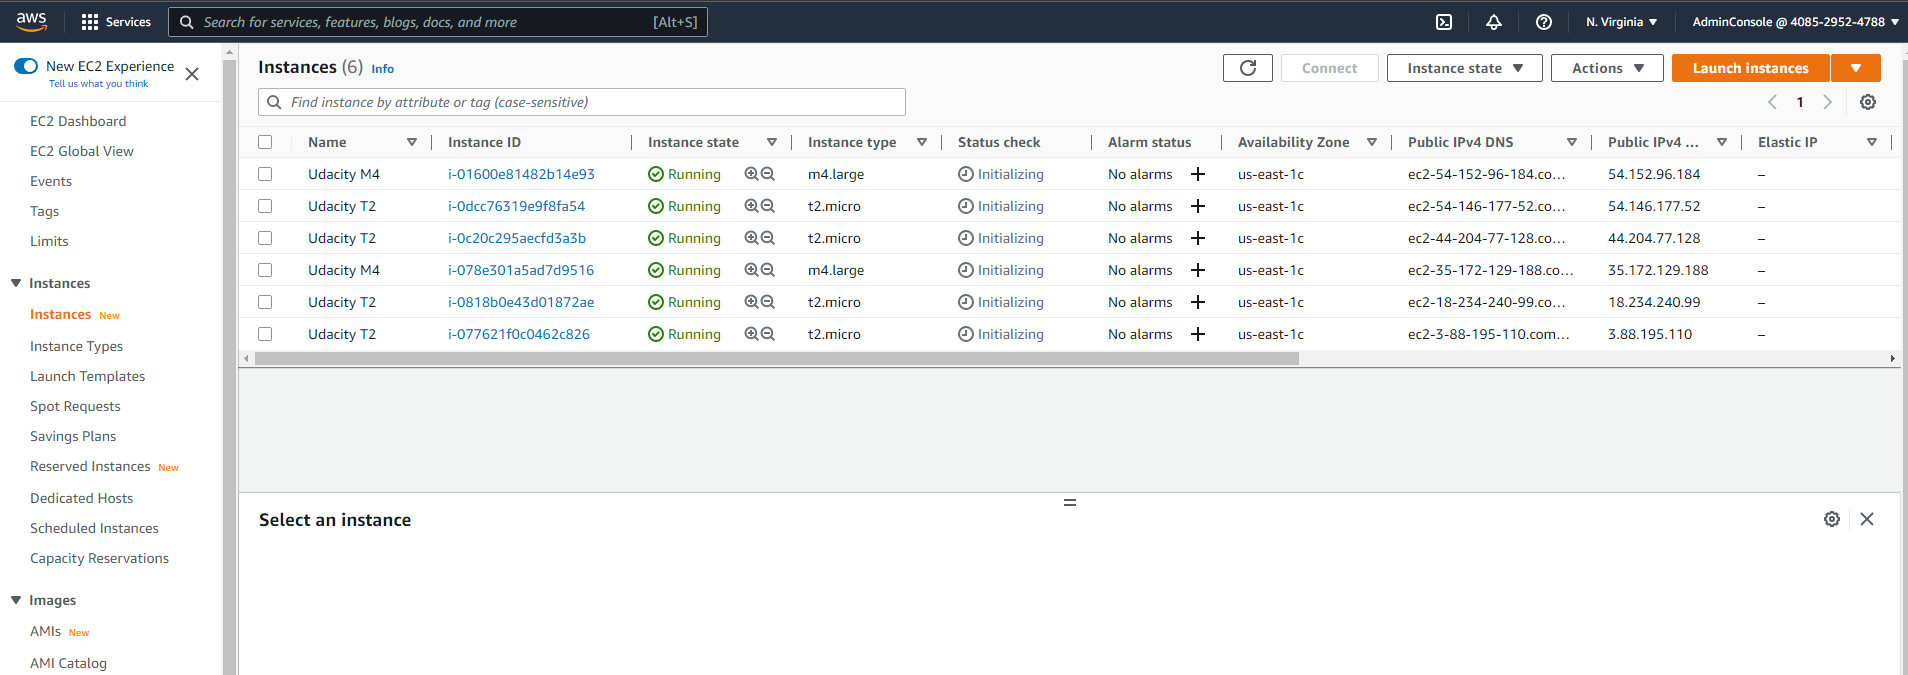 aws Services Search for services, features, blogs, docs, and more [Alt+S] N. Virginia AdminConsole @ 4085-2952-4788
New EC2 Experience
Tell us what you think
EC2 Dashboard
EC2 Global View
Events
Tags
Limits
Instances
Instances New
Instance Types
Launch Templates
Spot Requests
Savings Plans
Reserved Instances New
Dedicated Hosts
Scheduled Instances
Capacity Reservations
Images
AMIs New
AMI Catalog
Instances (6) Info Connect Instance state Actions Launch instances
Find instance by attribute or tag (case-sensitive) 1
Name Instance ID Instance state Instance type Status check Alarm status Availability Zone Public IPv4 DNS Public IPv4 ... Elastic IP
Udacity M4 i-01600e81482b14e93 Running m4.large Initializing No alarms + us-east-1c ec2-54-152-96-184.co... 54.152.96.184 –
Udacity T2 i-0dcc76319e9f8fa54 Running t2.micro Initializing No alarms + us-east-1c ec2-54-146-177-52.co... 54.146.177.52 –
Udacity T2 i-0c20c295aecfd3a3b Running t2.micro Initializing No alarms + us-east-1c ec2-44-204-77-128.co... 44.204.77.128 –
Udacity M4 i-078e301a5ad7d9516 Running m4.large Initializing No alarms + us-east-1c ec2-35-172-129-188.co... 35.172.129.188 –
Udacity T2 i-0818b0e43d01872ae Running t2.micro Initializing No alarms + us-east-1c ec2-18-234-240-99.co... 18.234.240.99 –
Udacity T2 i-077621f0c0462c826 Running t2.micro Initializing No alarms + us-east-1c ec2-3-88-195-110.com... 3.88.195.110 –
Select an instance